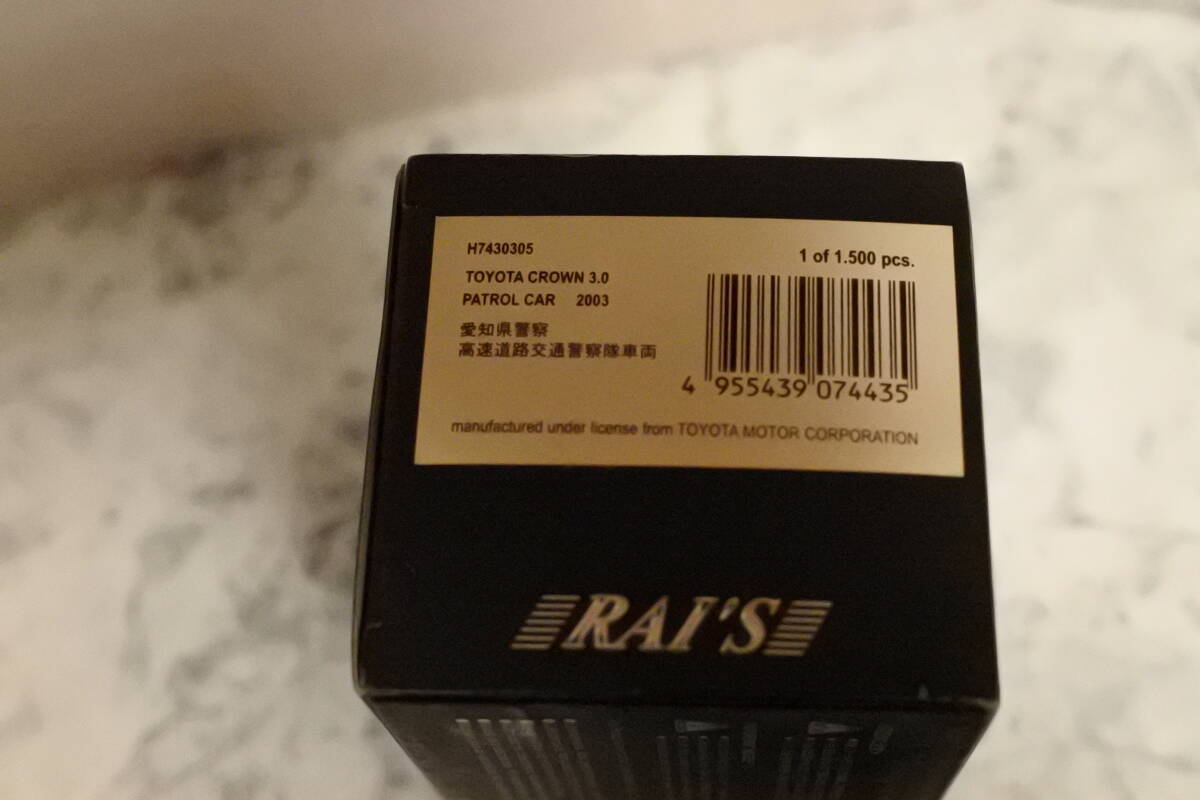 H7430305
1 of 1.500 pcs.
TOYOTA CROWN 3.0
PATROL CAR 2003
愛知県警察
高速道路交通警察隊車両
4 955439 074435
manufactured under license from TOYOTA MOTOR CORPORATION
RAI'S